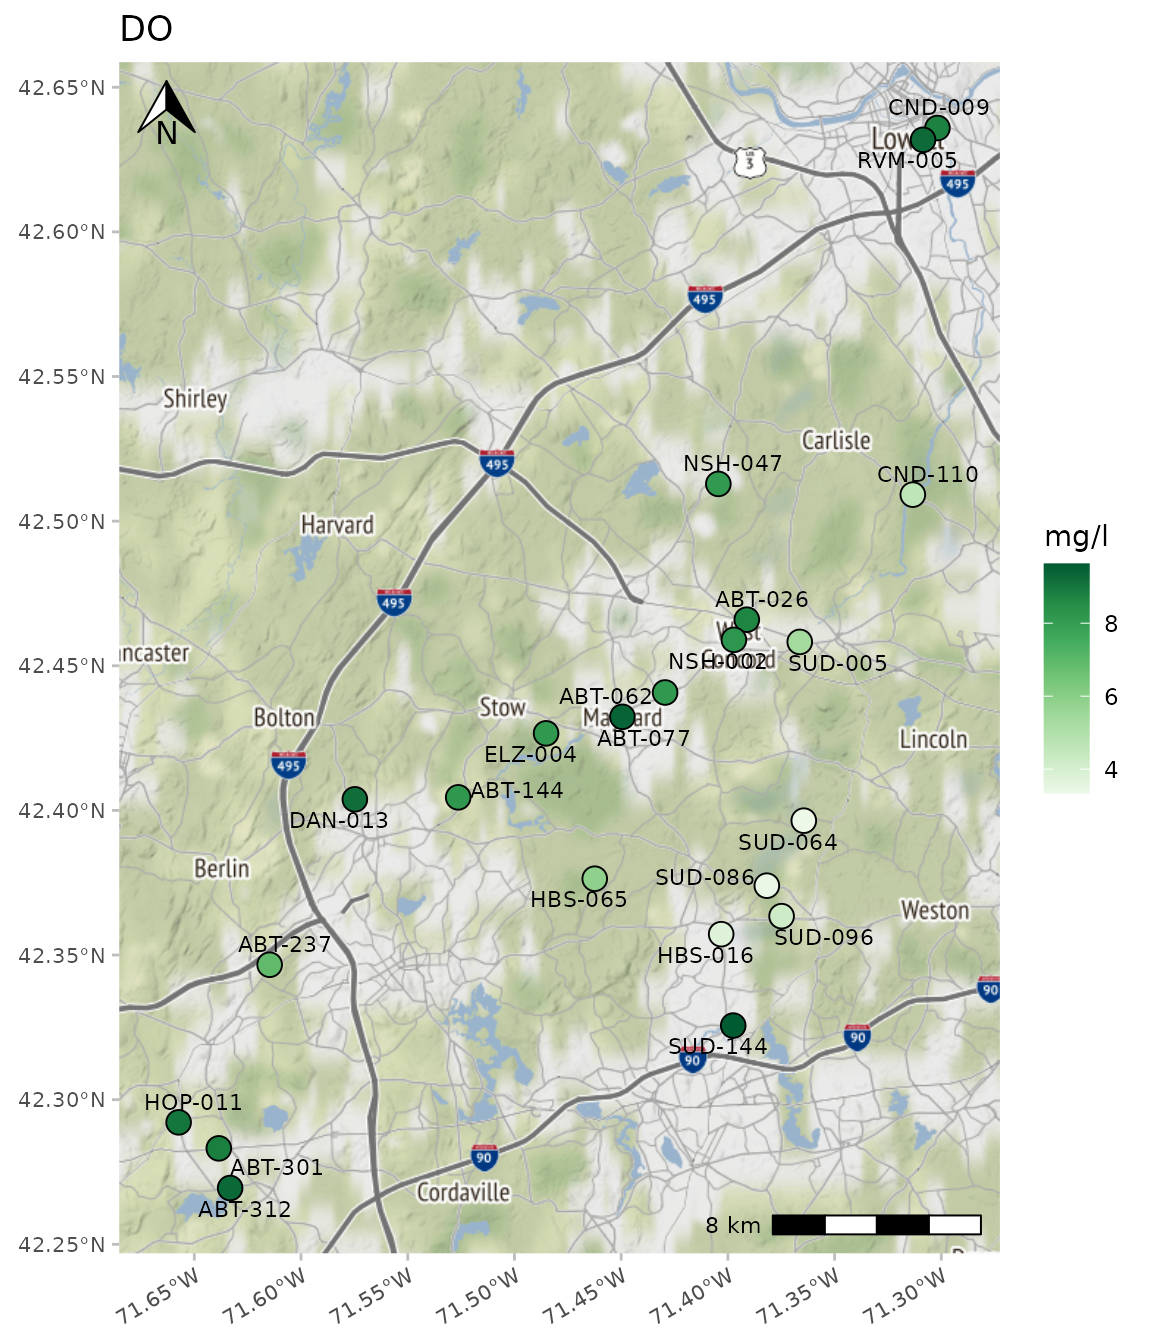 DO
42.65°N
42.60°N
42.55°N
42.50°N
42.45°N
42.40°N
42.35°N
42.30°N
42.25°N
N
CND-009
Lowell
RVM-005
3
495
495
Shirley
Carlisle
495
NSH-047
CND-110
Harvard
495
ABT-026
West
Concord
NSH-002
SUD-005
ncaster
ABT-062
Stow
Maynard
ABT-077
Bolton
ELZ-004
Lincoln
495
ABT-144
DAN-013
SUD-064
Berlin
SUD-086
HBS-065
Weston
SUD-096
ABT-237
HBS-016
90
SUD-144
90
90
HOP-011
ABT-301
90
Cordaville
ABT-312
8 km
71.65°W
71.60°W
71.55°W
71.50°W
71.45°W
71.40°W
71.35°W
71.30°W
mg/l
8
6
4